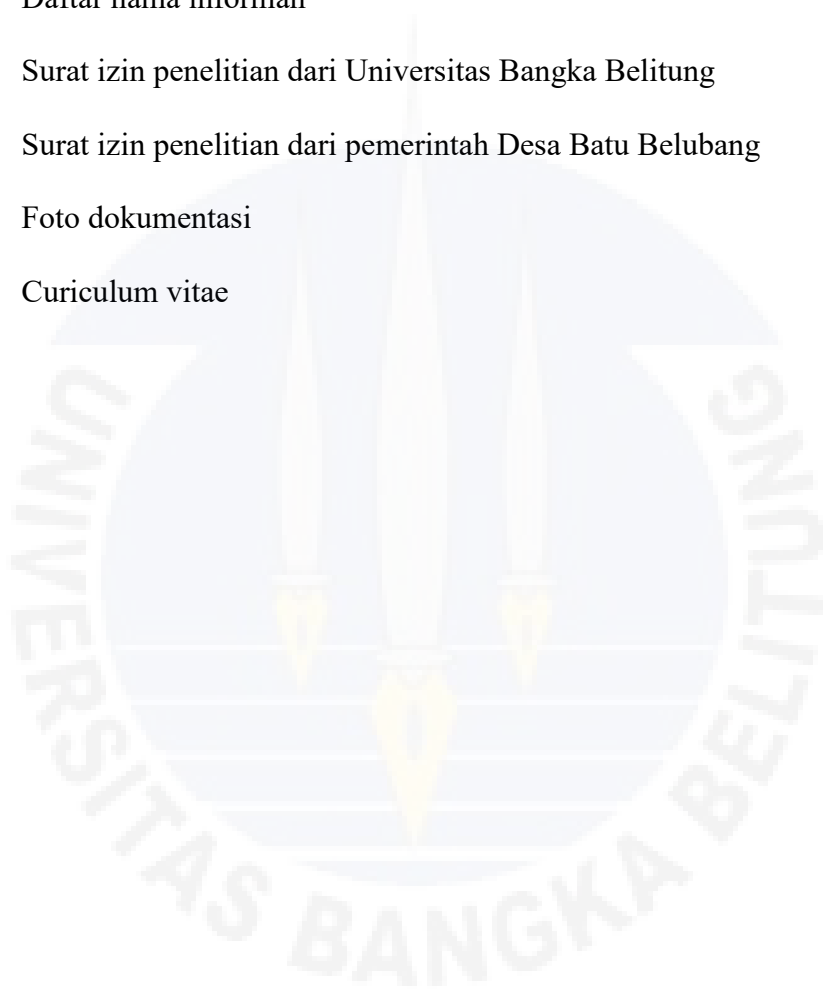 Daftar nama informan
Surat izin penelitian dari Universitas Bangka Belitung
Surat izin penelitian dari pemerintah Desa Batu Belubang
Foto dokumentasi
Curiculum vitae
UNIVERSITAS BANGKA BELITUNG